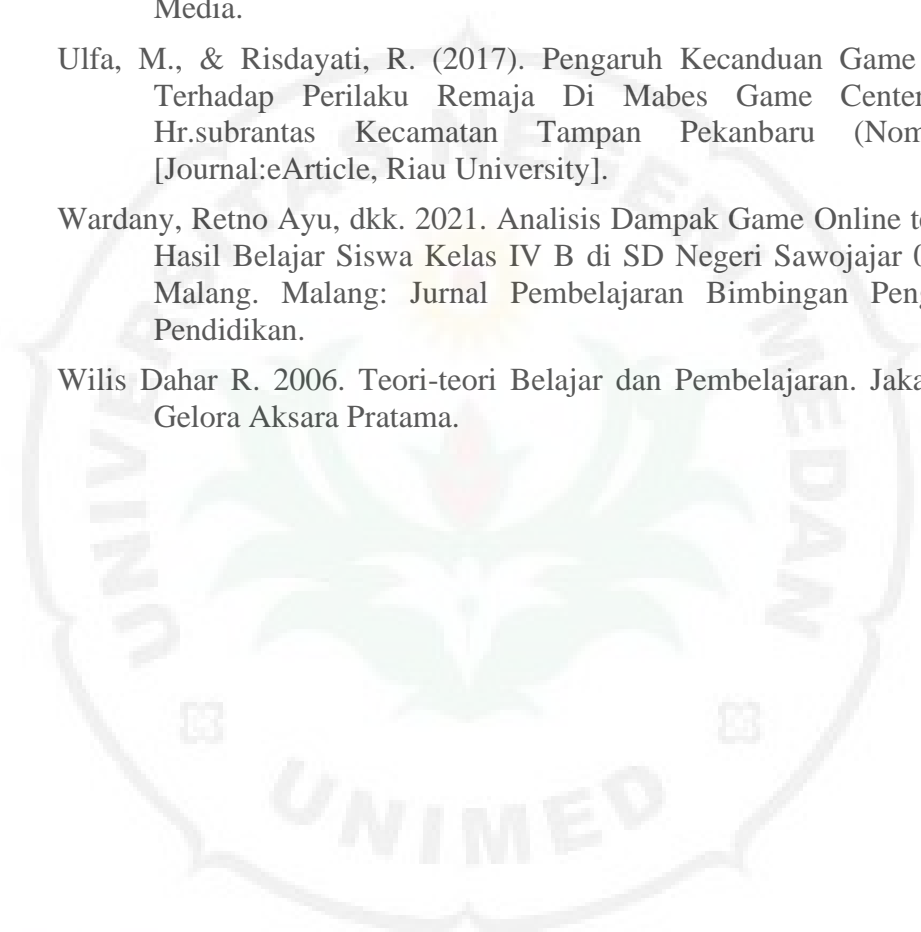 Media.
Ulfa, M., & Risdayati, R. (2017). Pengaruh Kecanduan Game
Terhadap Perilaku Remaja Di Mabes Game Center
Hr.subrantas Kecamatan Tampan Pekanbaru
[Journal:eArticle, Riau University].
Wardany, Retno Ayu, dkk. 2021. Analisis Dampak Game Online
Hasil Belajar Siswa Kelas IV B di SD Negeri Sawojajar
Malang. Malang: Jurnal Pembelajaran Bimbingan
Pendidikan.
Wilis Dahar R. 2006. Teori-teori Belajar dan Pembelajaran.
Gelora Aksara Pratama.
UNIVERSITAS NEGERI MEDAN
UNIMED